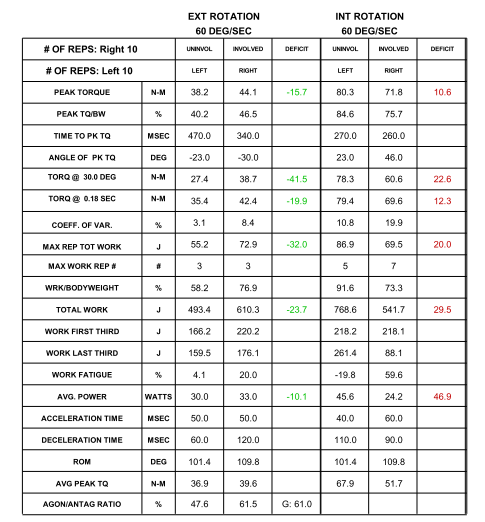 EXT ROTATION INT ROTATION
60 DEG/SEC 60 DEG/SEC
# OF REPS: Right 10 UNINVOL INVOLVED DEFICIT UNINVOL INVOLVED DEFICIT
# OF REPS: Left 10 LEFT RIGHT LEFT RIGHT
PEAK TORQUE N-M 38.2 44.1 -15.7 80.3 71.8 10.6
PEAK TQ/BW % 40.2 46.5 84.6 75.7
TIME TO PK TQ MSEC 470.0 340.0 270.0 260.0
ANGLE OF PK TQ DEG -23.0 -30.0 23.0 46.0
TORQ @ 30.0 DEG N-M 27.4 38.7 -41.5 78.3 60.6 22.6
TORQ @ 0.18 SEC N-M 35.4 42.4 -19.9 79.4 69.6 12.3
COEFF. OF VAR. % 3.1 8.4 10.8 19.9
MAX REP TOT WORK J 55.2 72.9 -32.0 86.9 69.5 20.0
MAX WORK REP # # 3 3 5 7
WRK/BODYWEIGHT % 58.2 76.9 91.6 73.3
TOTAL WORK J 493.4 610.3 -23.7 768.6 541.7 29.5
WORK FIRST THIRD J 166.2 220.2 218.2 218.1
WORK LAST THIRD J 159.5 176.1 261.4 88.1
WORK FATIGUE % 4.1 20.0 -19.8 59.6
AVG. POWER WATTS 30.0 33.0 -10.1 45.6 24.2 46.9
ACCELERATION TIME MSEC 50.0 50.0 40.0 60.0
DECELERATION TIME MSEC 60.0 120.0 110.0 90.0
ROM DEG 101.4 109.8 101.4 109.8
AVG PEAK TQ N-M 36.9 39.6 67.9 51.7
AGON/ANTAG RATIO % 47.6 61.5 G: 61.0